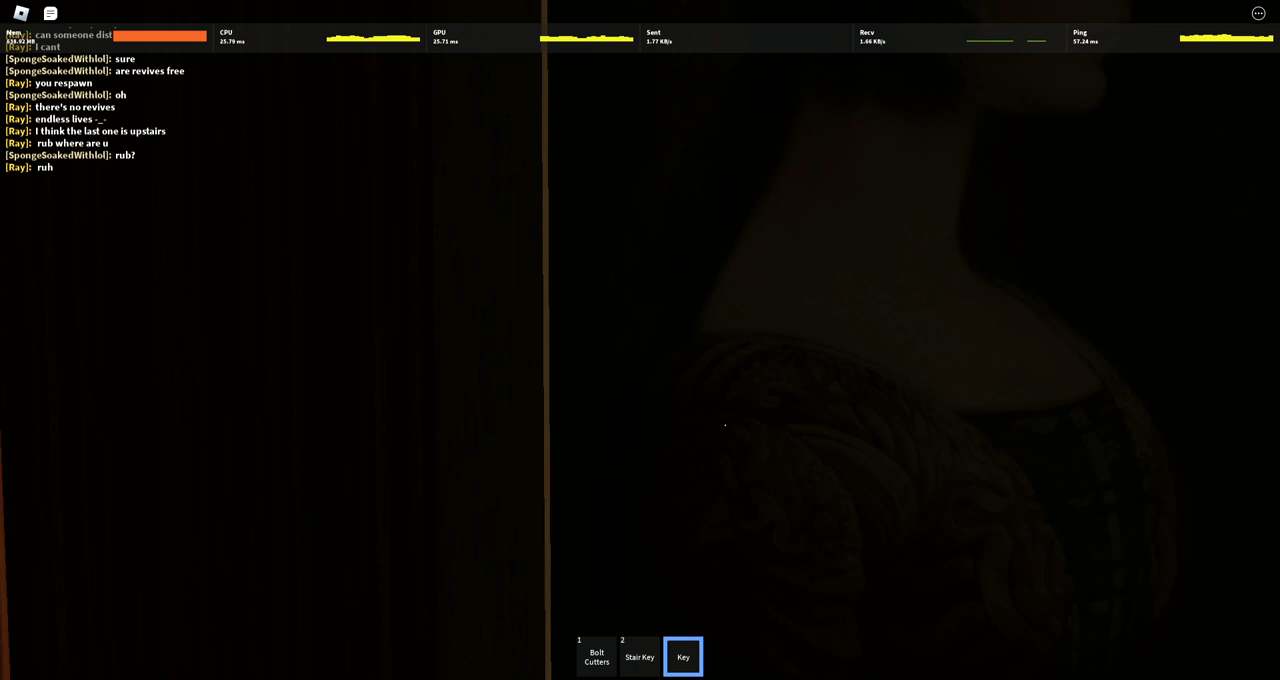 Mem
CPU
GPU
Sent
Recv
Ping
25.79 ms
25.71 ms
1.77 KB/s
1.66 KB/s
57.24 ms
can someone dist
[Ray]: I cant
[SpongeSoakedWithlol]: sure
[SpongeSoakedWithlol]: are revives free
[Ray]: you respawn
[SpongeSoakedWithlol]: oh
[Ray]: there's no revives
[Ray]: endless lives -_-
[Ray]: I think the last one is upstairs
[Ray]: rub where are u
[SpongeSoakedWithlol]: rub?
[Ray]: ruh
1
Bolt
Cutters
2
Stair Key
Key